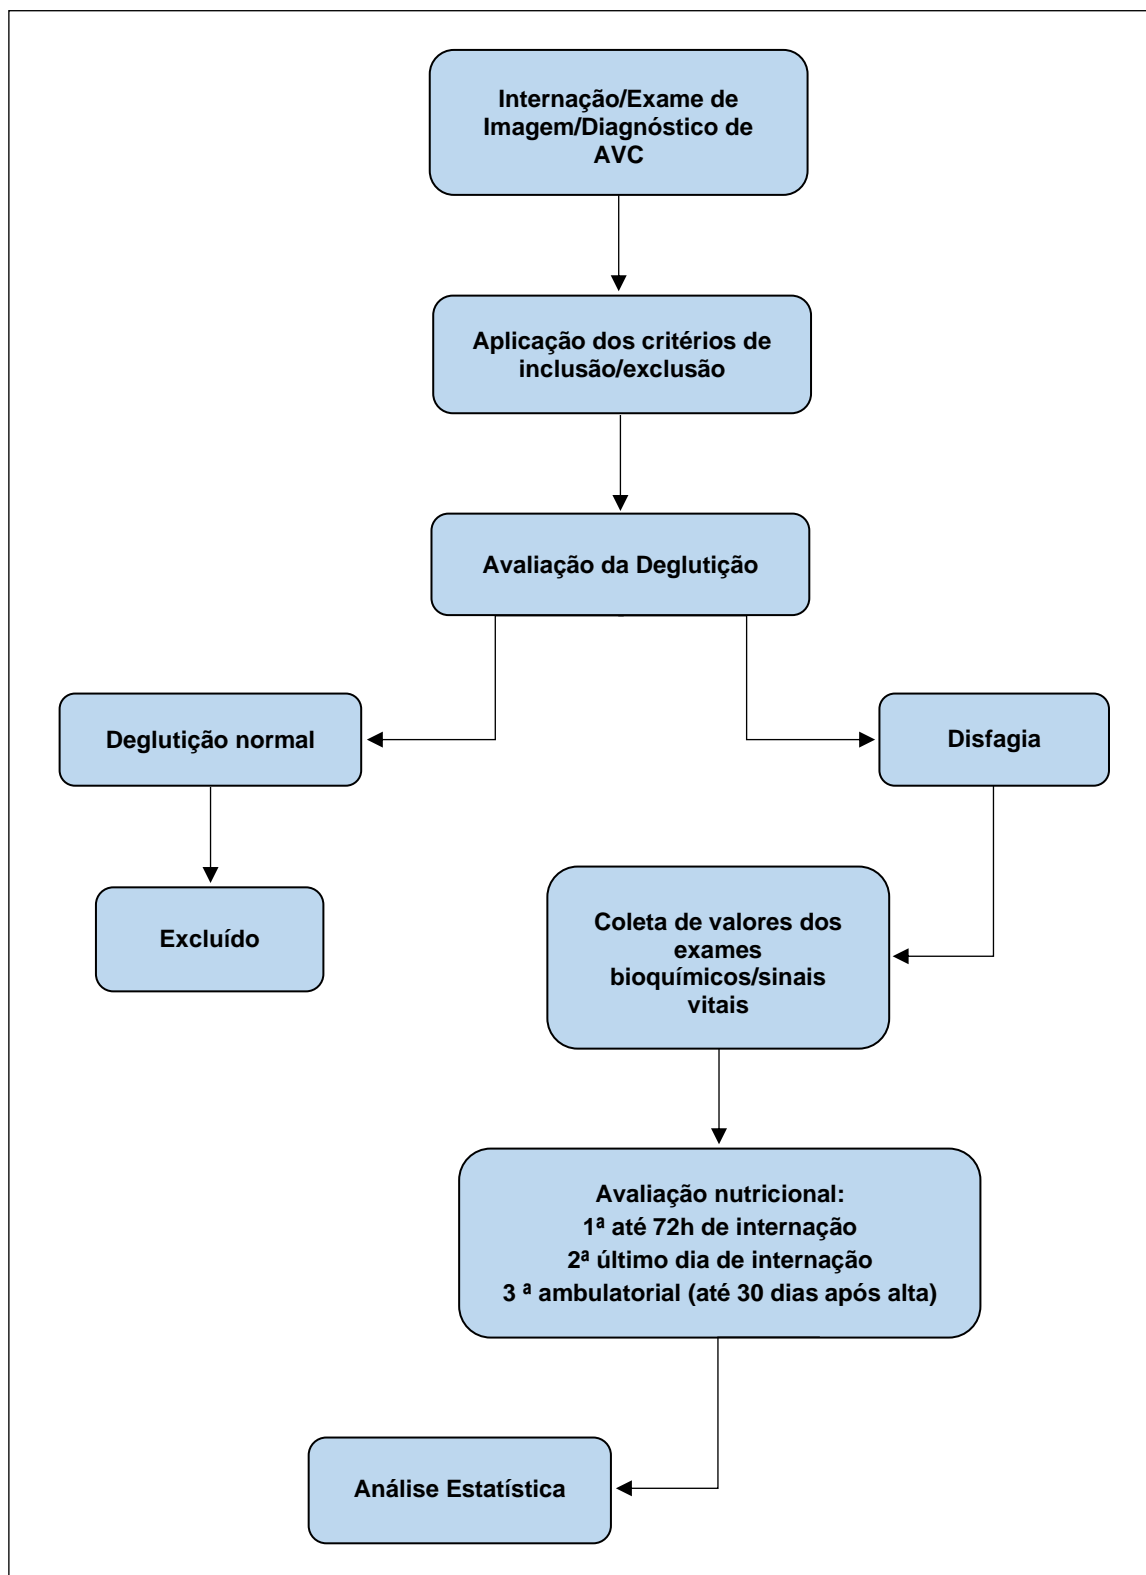 Internação/Exame de
Imagem/Diagnóstico de
AVC
Aplicação dos critérios de
inclusão/exclusão
Avaliação da Deglutição
Deglutição normal
Disfagia
Excluído
Coleta de valores dos
exames
bioquímicos/sinais
vitais
Avaliação nutricional:
1ª até 72h de internação
2ª último dia de internação
3 ª ambulatorial (até 30 dias após alta)
Análise Estatística